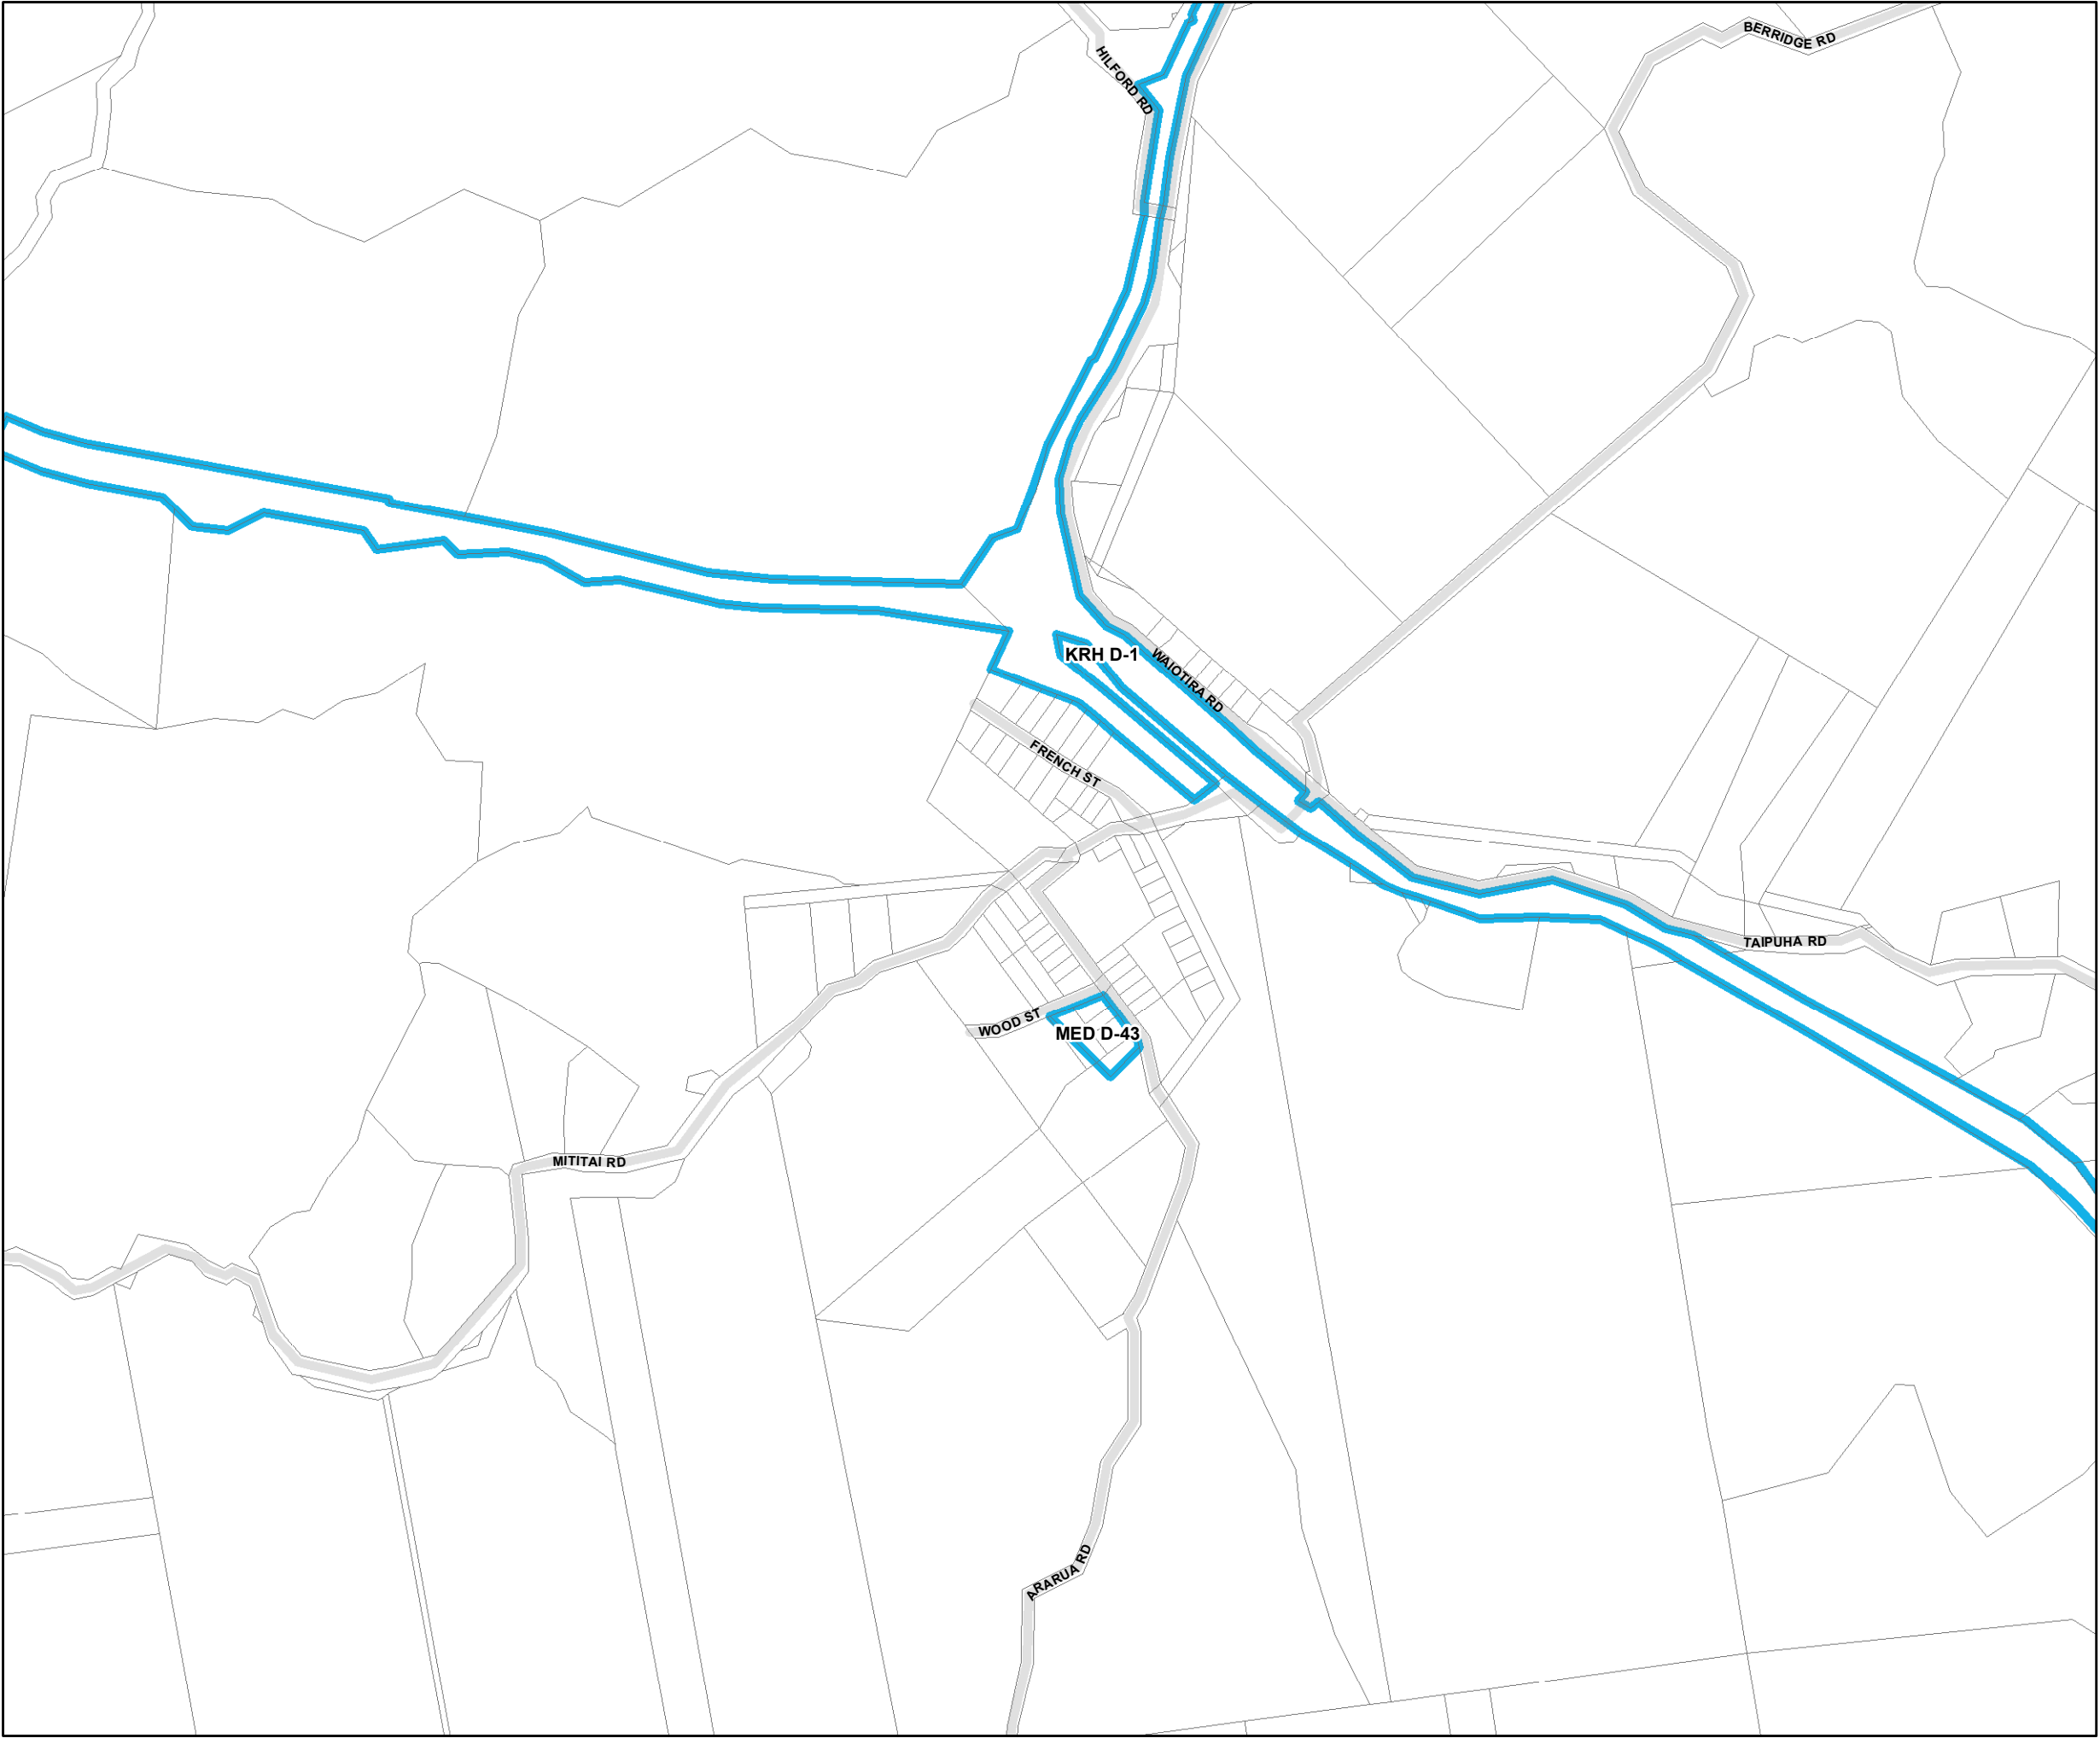 BERRIDGE RD
HILFORD RD
KRH D-1
WAIOTIRA RD
FRENCH ST
TAIPUHA RD
WOOD ST
MED D-43
MITITAI RD
ARARUA RD